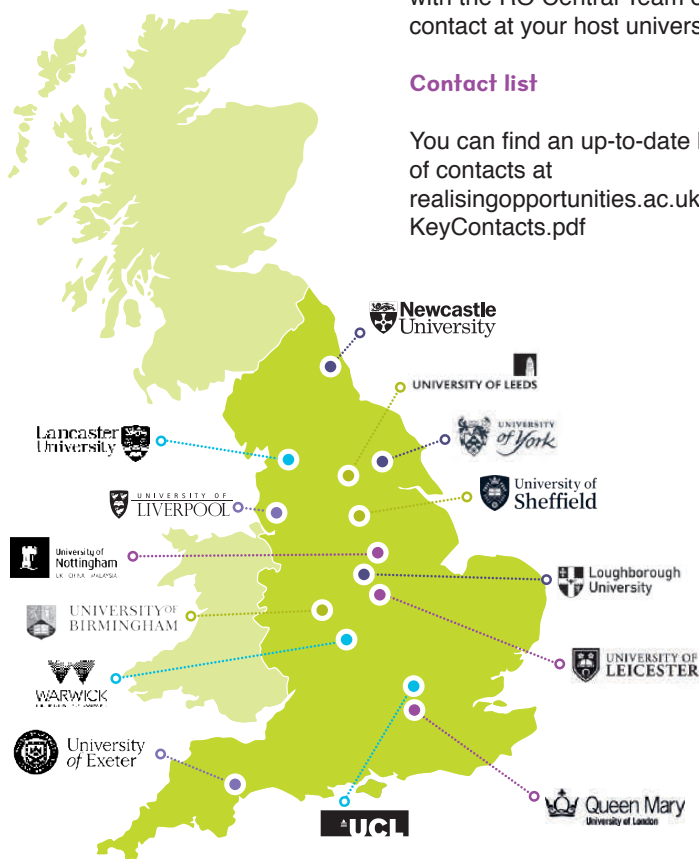 contact at your host univers
Contact list
You can find an up-to-date
of contacts at
realisingopportunities.ac.uk
KeyContacts.pdf
Newcastle
University
UNIVERSITY OF LEEDS
Lancaster
University
UNIVERSITY
of York
UNIVERSITY OF
LIVERPOOL
University of
Sheffield
University of
Nottingham
UK CHINA MALAYSIA
Loughborough
University
UNIVERSITY OF
BIRMINGHAM
UNIVERSITY OF
LEICESTER
WARWICK
University
of Exeter
UCL
Queen Mary
University of London